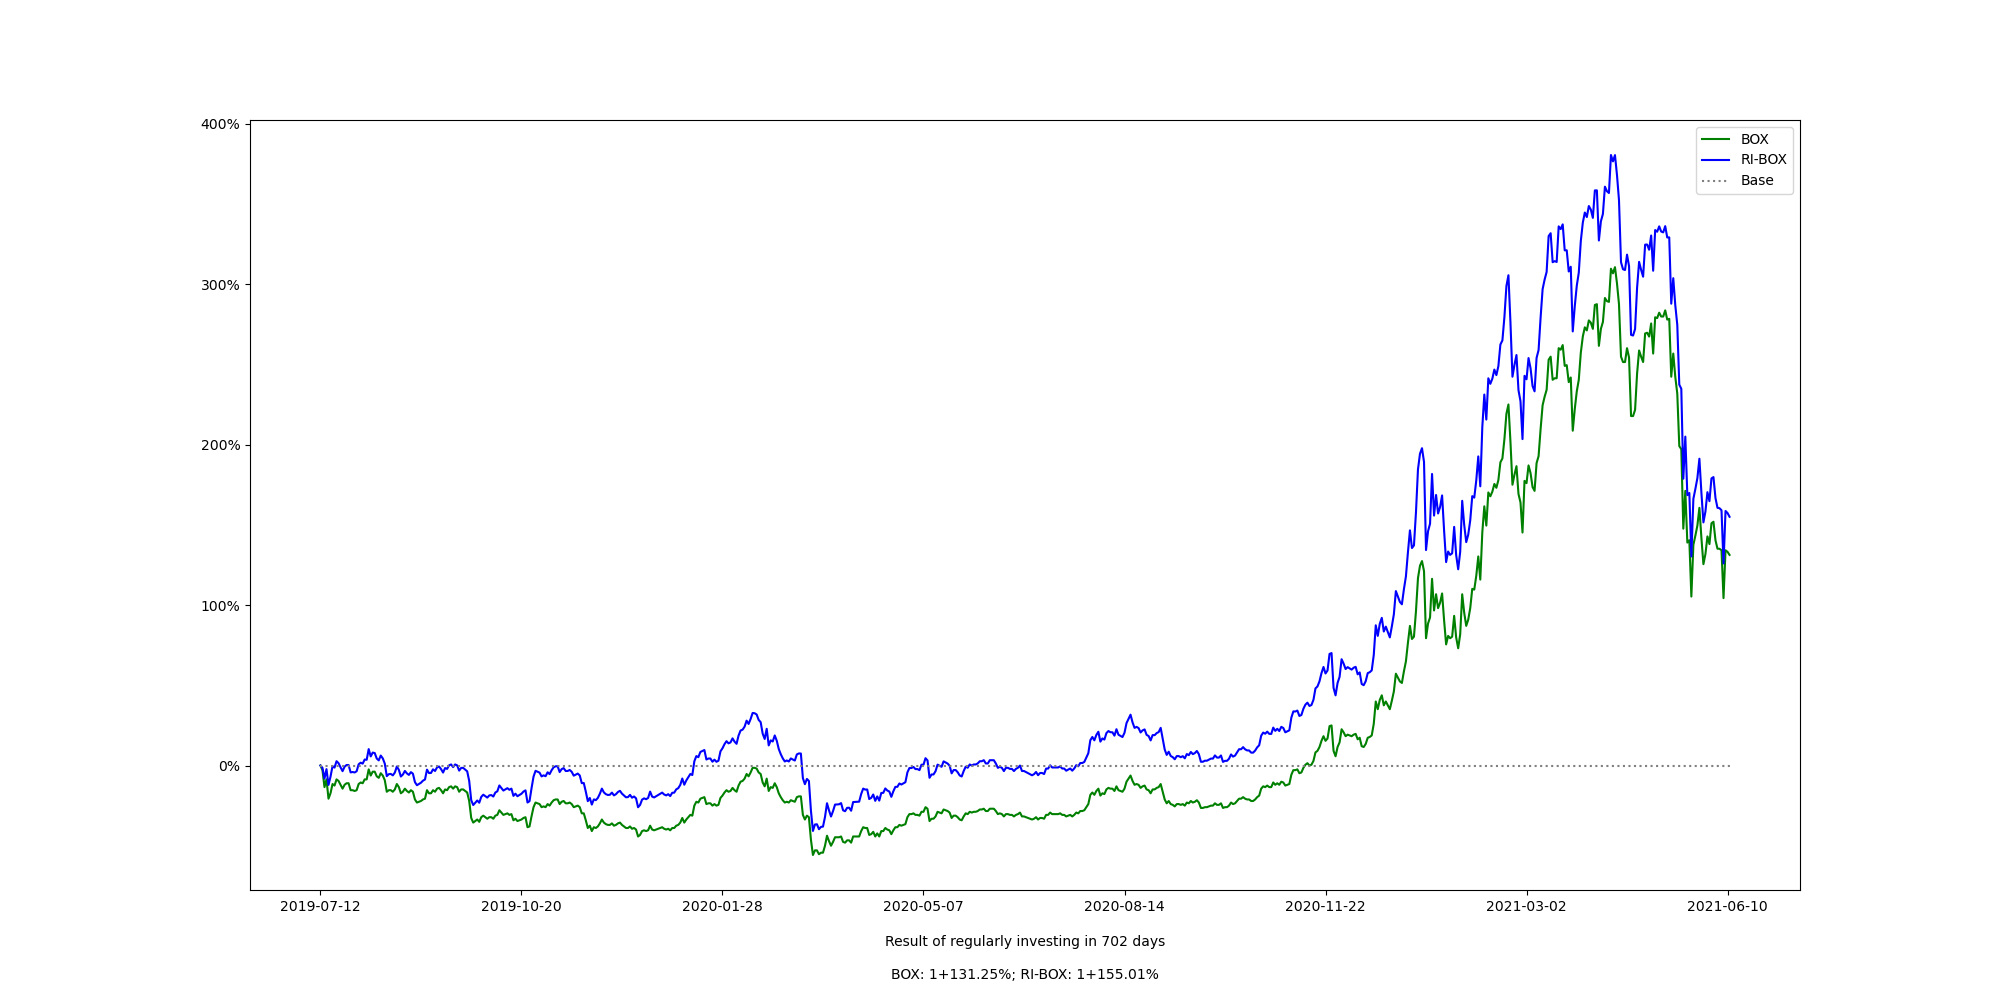 400%
300%
200%
100%
0%
BOX
RI-BOX
Base
2019-07-12
2019-10-20
2020-01-28
2020-05-07
2020-08-14
2020-11-22
2021-03-02
2021-06-10
Result of regularly investing in 702 days
BOX: 1+131.25%; RI-BOX: 1+155.01%